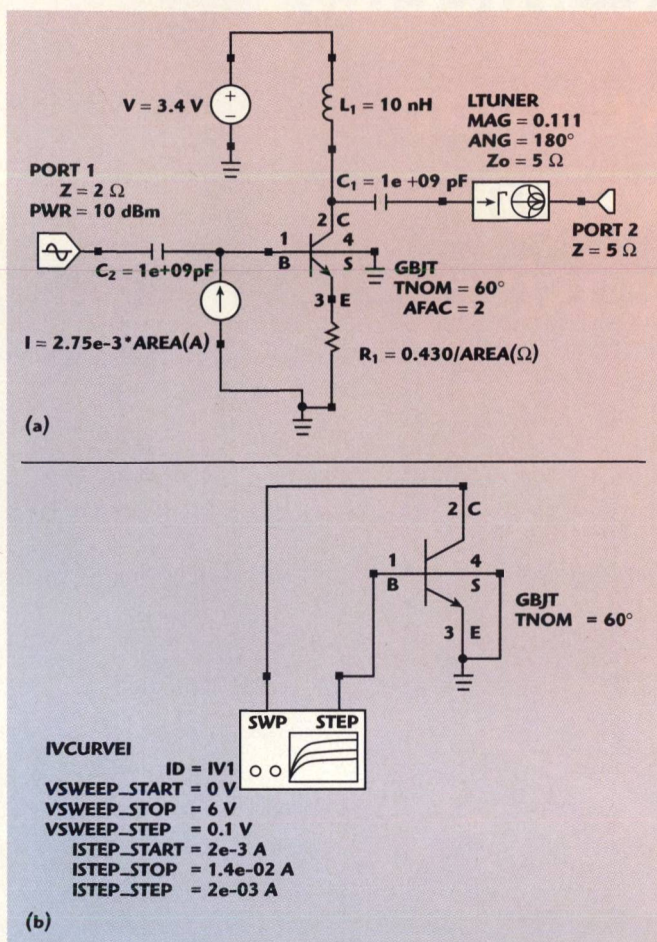 V = 3.4 V
L₁ = 10 nH
LTUNER
MAG = 0.111
ANG = 180°
Zo = 5 Ω
PORT 1
Z = 2 Ω
PWR = 10 dBm
C₁ = 1e +09 pF
2 C
1 4
B S
3 E
C₂ = 1e+09pF
PORT 2
Z = 5 Ω
GBJT
TNOM = 60°
AFAC = 2
I = 2.75e-3*AREA(A)
R₁ = 0.430/AREA(Ω)
(a)
2 C
1 4
B S
3 E
GBJT
TNOM = 60°
SWP STEP
IVCURVEI
ID = IV1
VSWEEP_START = 0 V
VSWEEP_STOP = 6 V
VSWEEP_STEP = 0.1 V
ISTEP_START = 2e-3 A
ISTEP_STOP = 1.4e-02 A
ISTEP_STEP = 2e-03 A
(b)